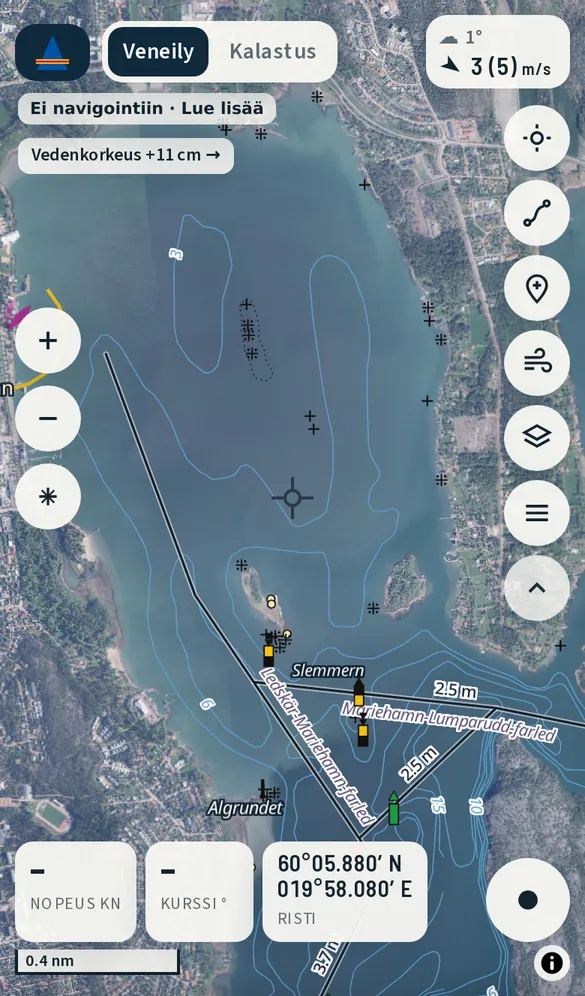 Veneily
Kalastus
1°
3 (5) m/s
Ei navigointiin · Lue lisää
Vedenkorkeus +11 cm →
3
n
Slemmern
2.5 m
Ledskär-Mariehamn-farled
Mariehamn-Lumparudd-farled
6
2.5 m
Algrundet
15
10
–
NOPEUS KN
–
KURSSI °
60°05.880′ N
019°58.080′ E
RISTI
3.7 m
0.4 nm